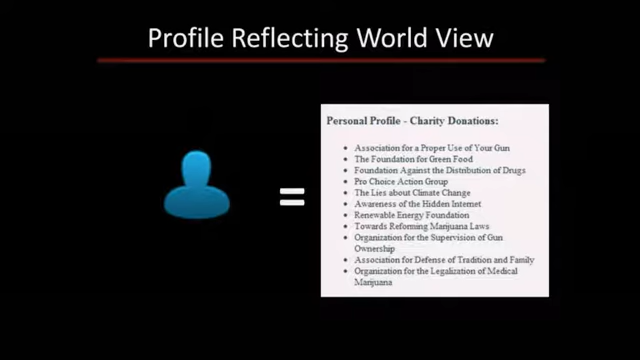 Profile Reflecting World View
=
Personal Profile - Charity Donations:
• Association for a Proper Use of Your Gun
• The Foundation for Green Food
• Foundation Against the Distribution of Drugs
• Pro Choice Action Group
• The Lies about Climate Change
• Awareness of the Hidden Internet
• Renewable Energy Foundation
• Towards Reforming Marijuana Laws
• Organization for the Supervision of Gun
Ownership
• Association for Defense of Tradition and Family
• Organization for the Legalization of Medical
Marijuana